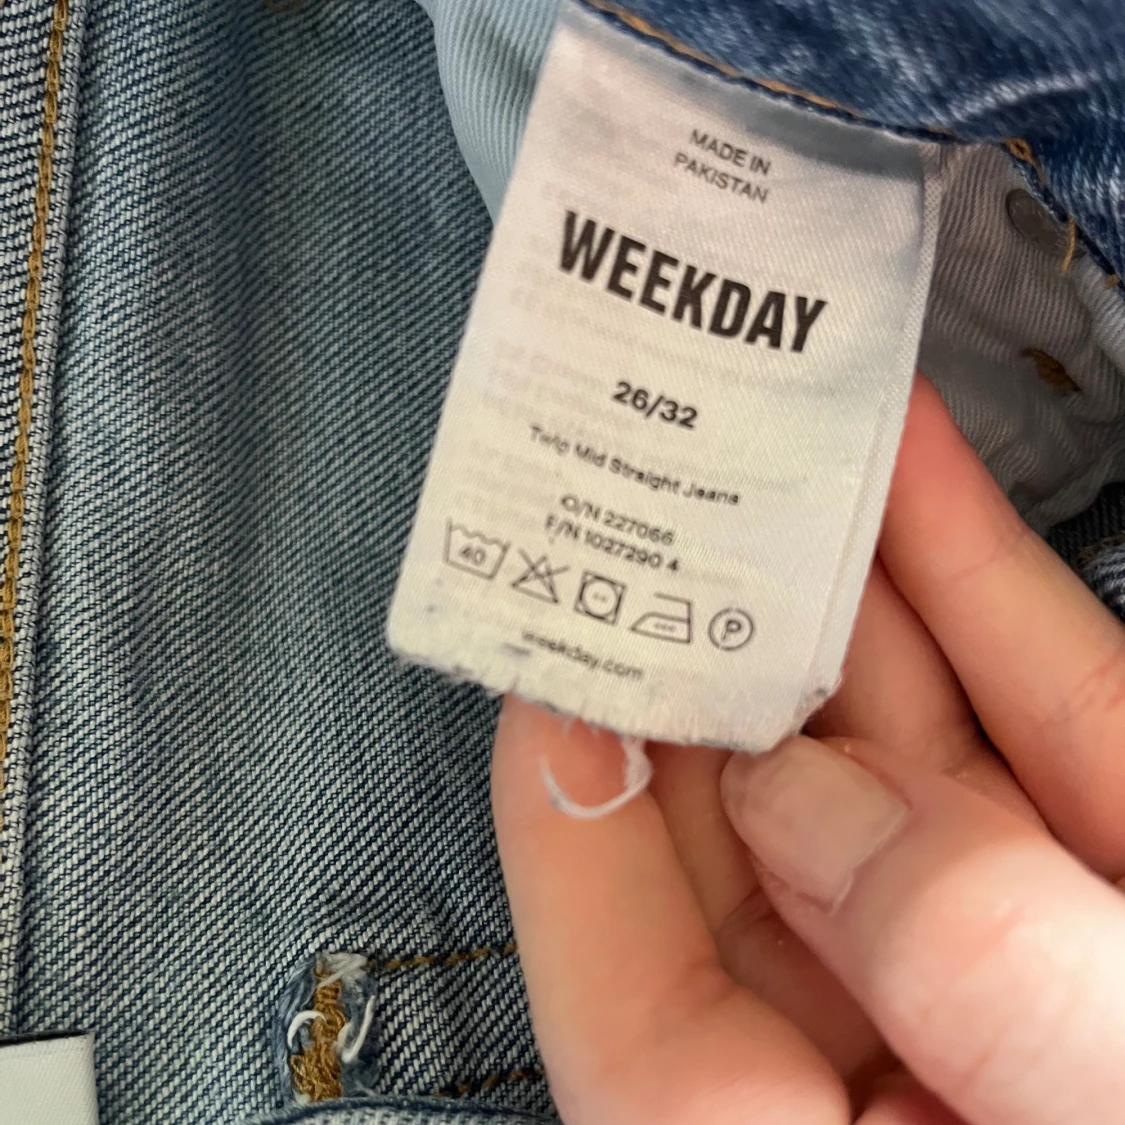 MADE IN
PAKISTAN
WEEKDAY
26/32
Twig Mid Straight Jeans
O/N 227066
F/N 1027290 4
40
P
weekday.com